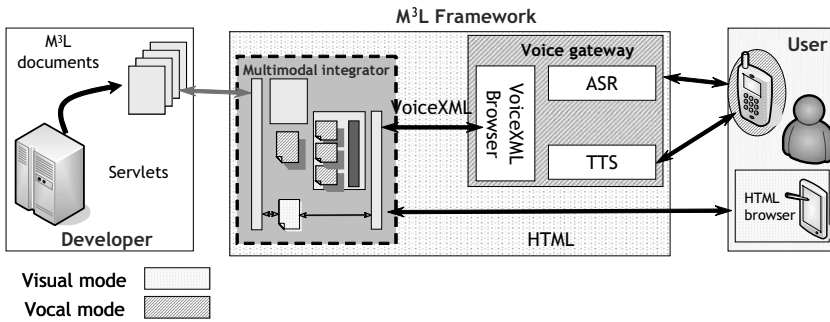 M³L Framework
M³L
documents
Servlets
Developer
Multimodal integrator
VoiceXML
Voice gateway
VoiceXML
Browser
ASR
TTS
HTML
User
HTML
browser
Visual mode
Vocal mode